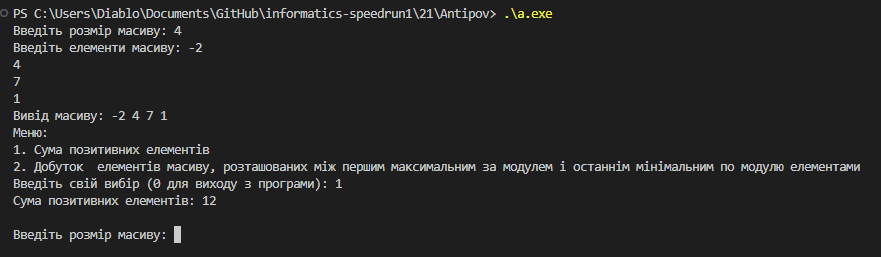 PS C:\Users\Diablo\Documents\GitHub\informatics-speedrun1\21\Antipov> .\a.exe
Введіть розмір масиву: 4
Введіть елементи масиву: -2
4
7
1
Вивід масиву: -2 4 7 1
Меню:
1. Сума позитивних елементів
2. Добуток  елементів масиву, розташованих між першим максимальним за модулем і останнім мінімальним по модулю елементами
Введіть свій вибір (0 для виходу з програми): 1
Сума позитивних елементів: 12
Введіть розмір масиву: